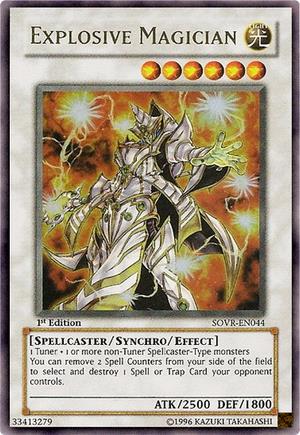 EXPLOSIVE MAGICIAN
LIGHT
光
1st Edition
SOVR-EN044
[SPELLCASTER/SYNCHRO/EFFECT]
1 Tuner + 1 or more non-Tuner Spellcaster-Type monsters
You can remove 2 Spell Counters from your side of the field
to select and destroy 1 Spell or Trap Card your opponent
controls.
ATK/2500 DEF/1800
33413279
©1996 KAZUKI TAKAHASHI